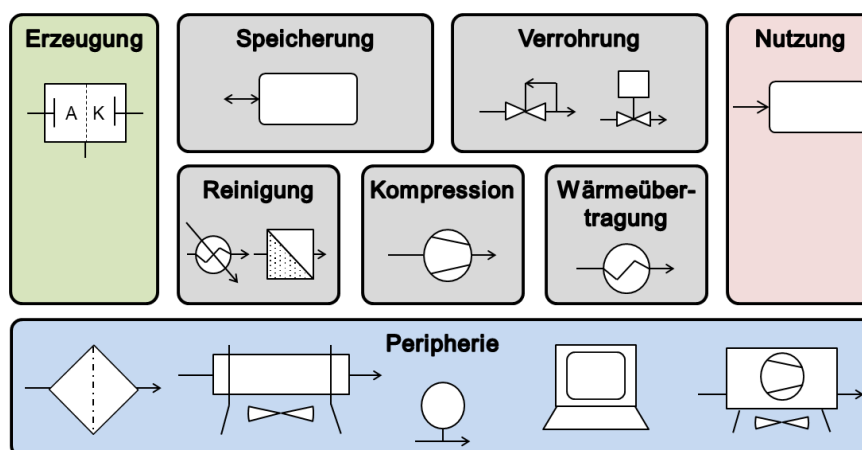 Erzeugung
A K
Speicherung
Verrohrung
Nutzung
Reinigung
Kompression
Wärmeüber-
tragung
Peripherie